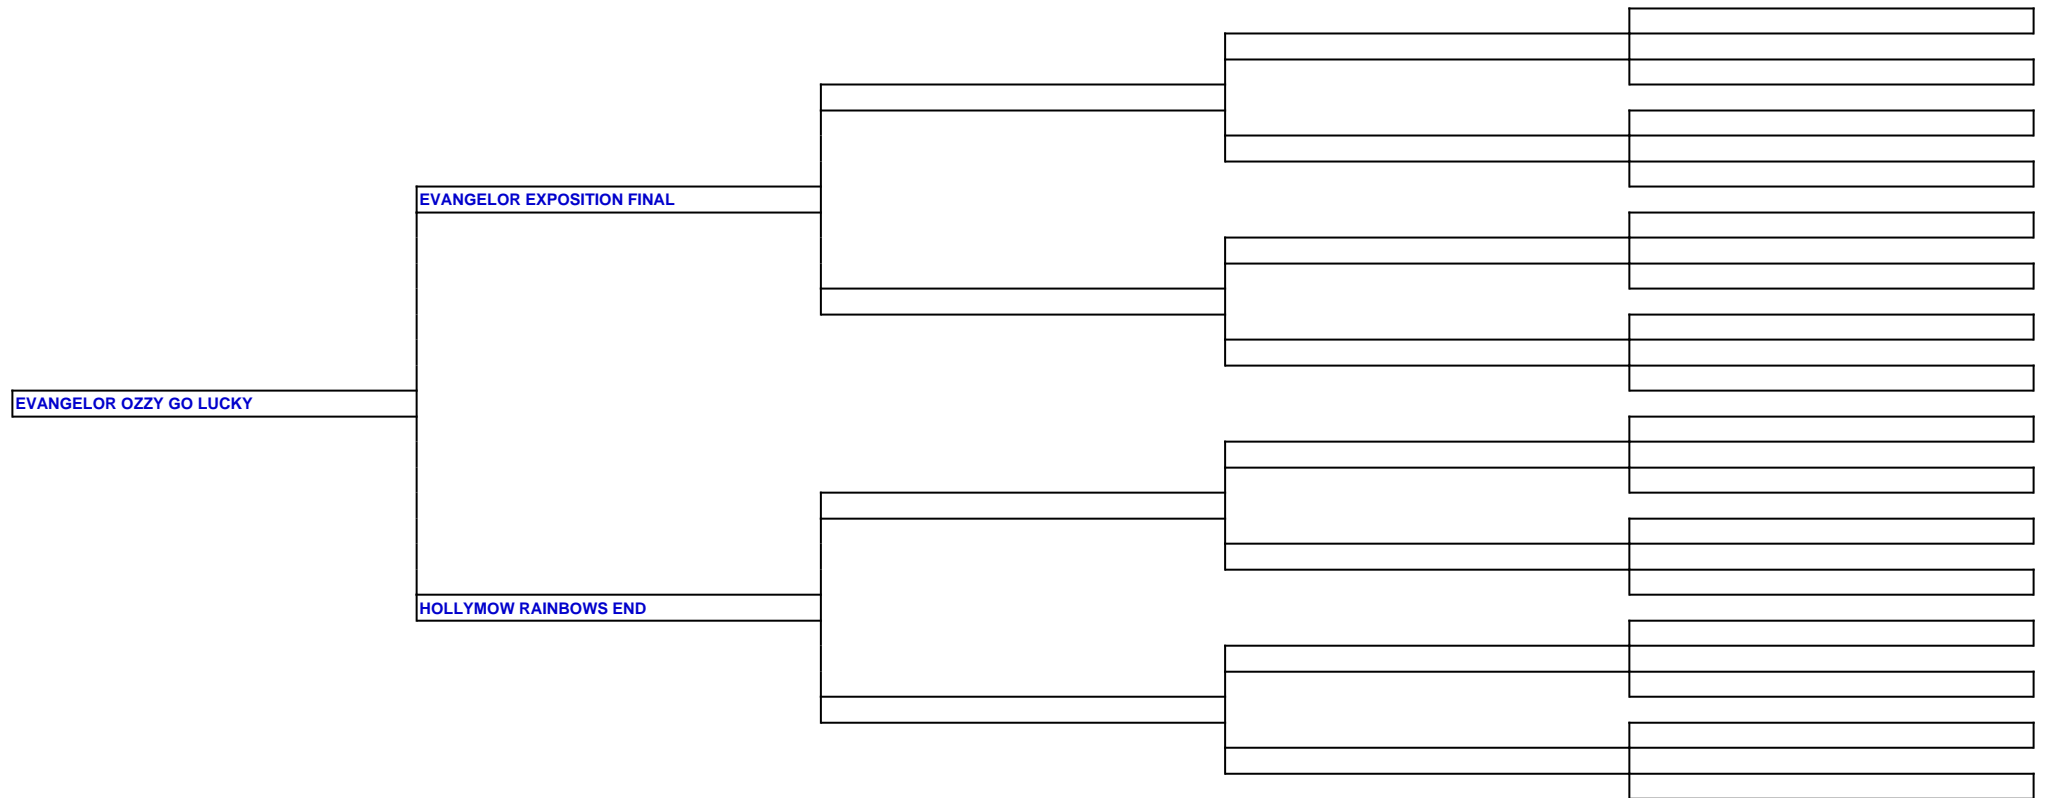 EVANGELOR EXPOSITION FINAL
EVANGELOR OZZY GO LUCKY
HOLLYMOW RAINBOWS END